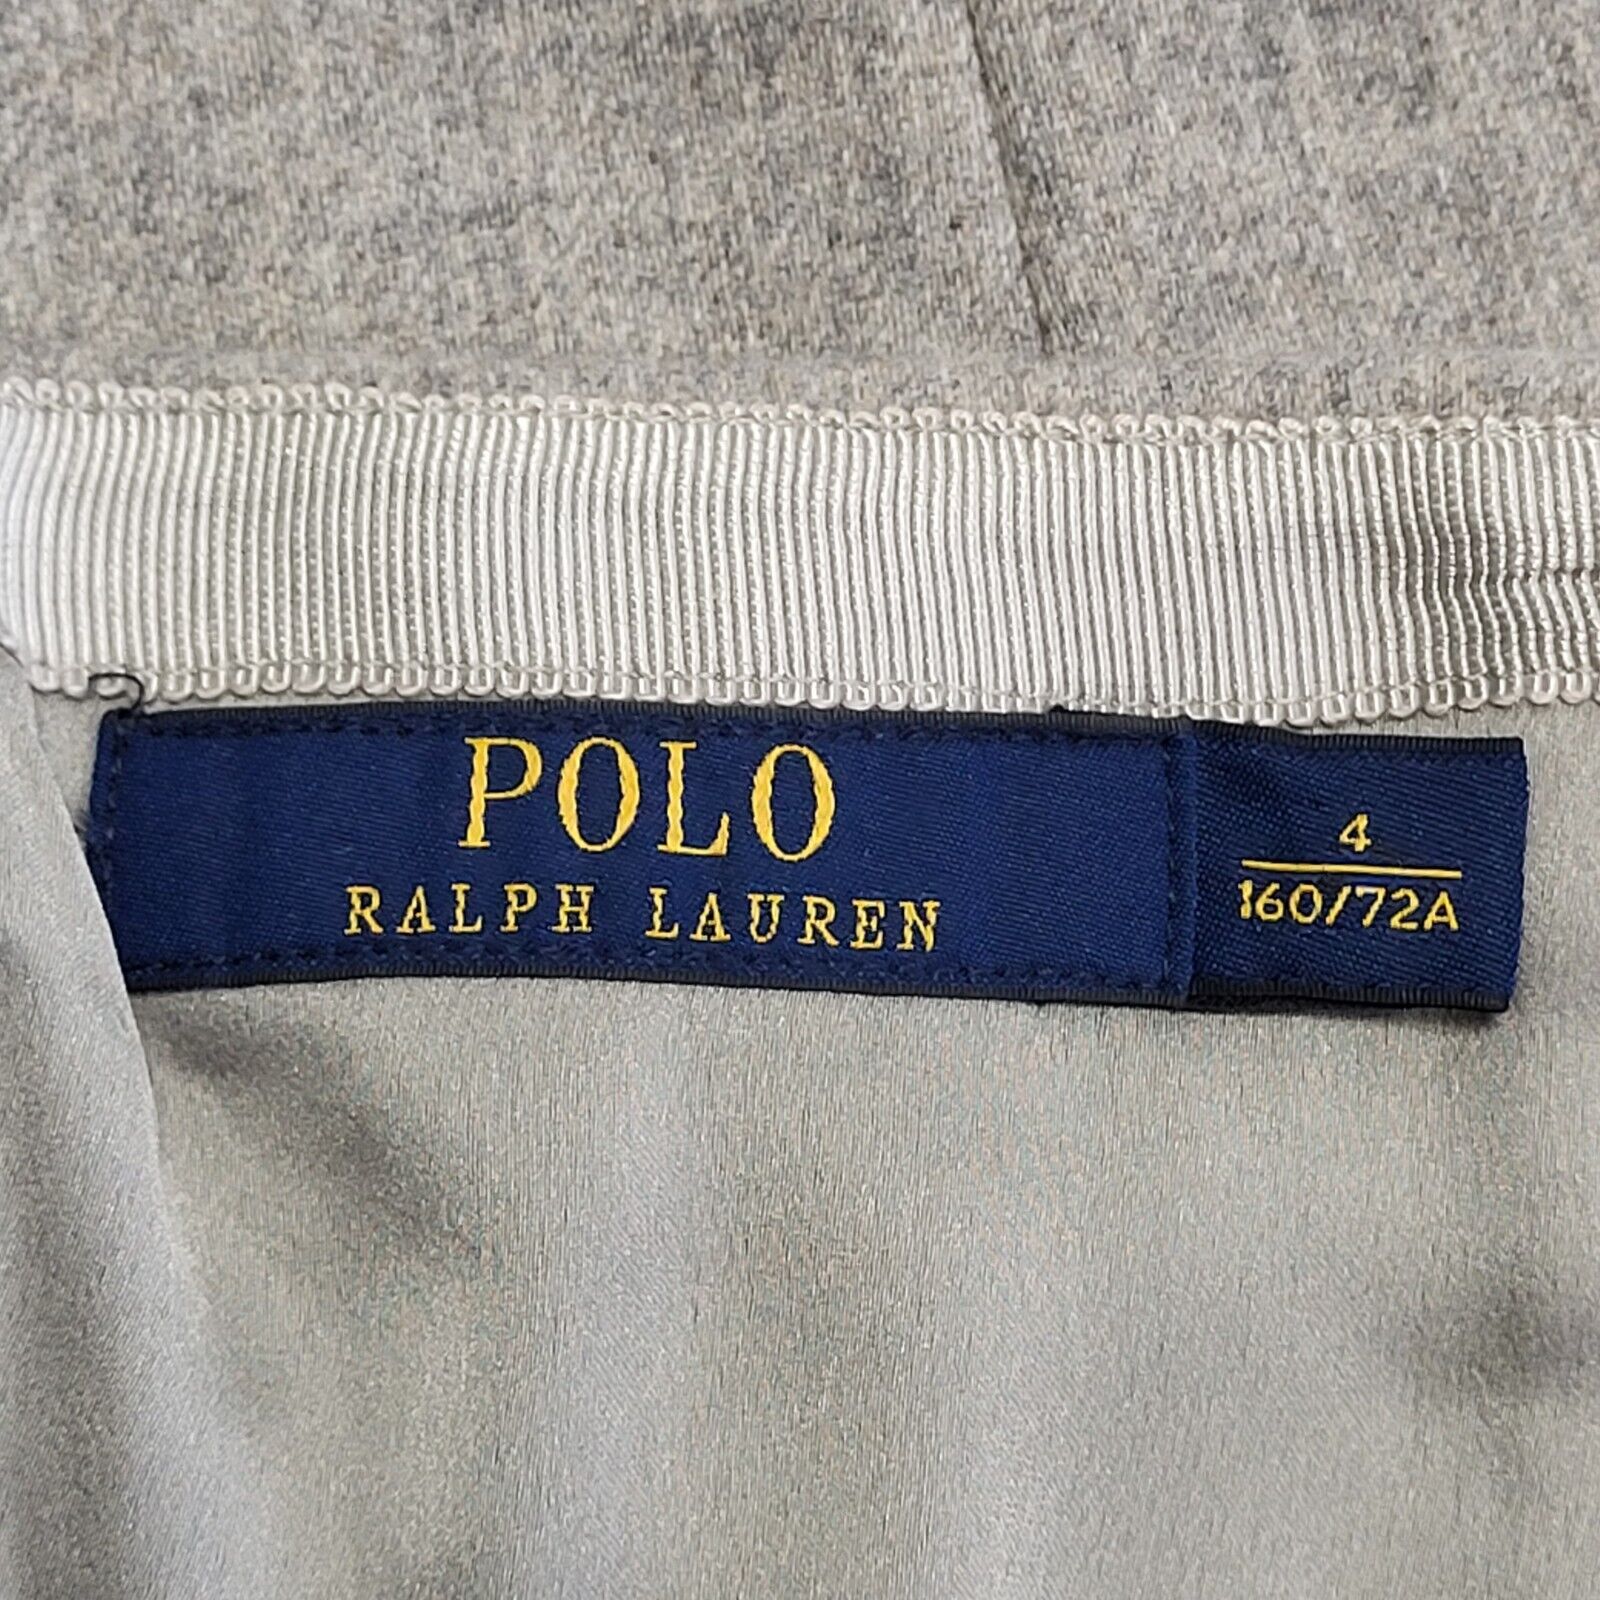 POLO
RALPH LAUREN
4
160/72A